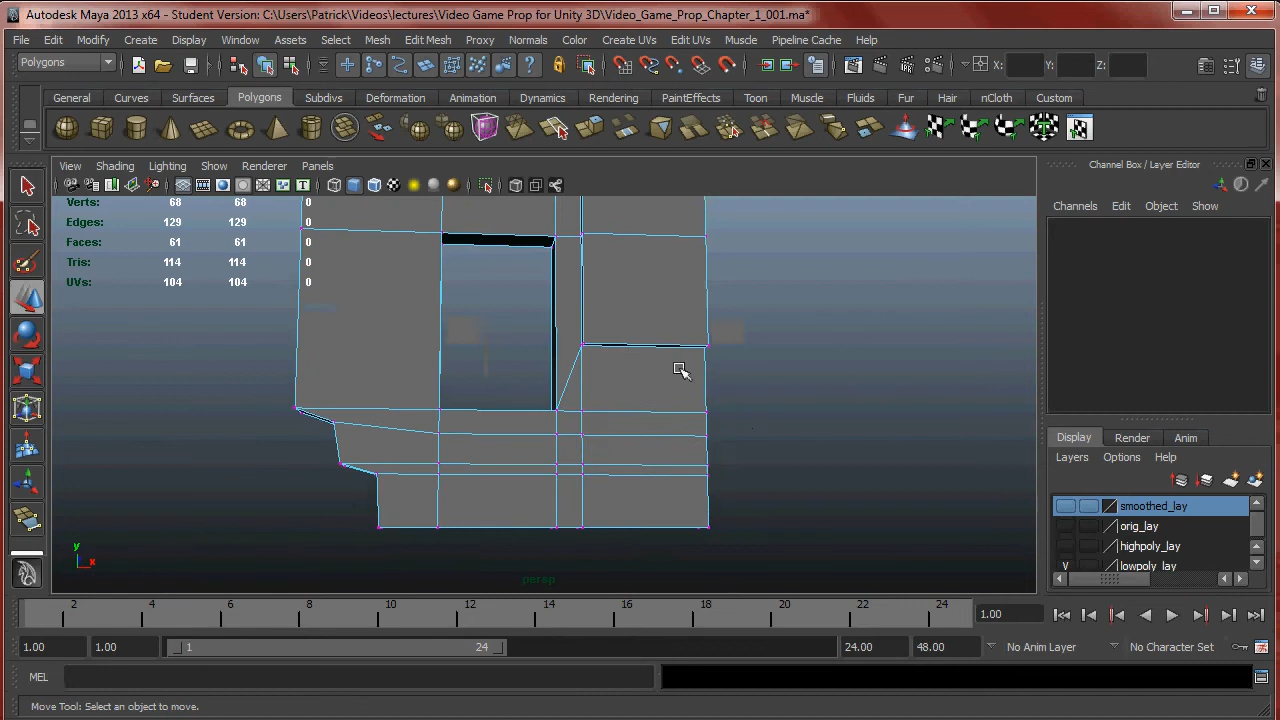 Autodesk Maya 2013 x64 - Student Version: C:\Users\Patrick\Videos\lectures\Video Game Prop for Unity 3D\Video_Game_Prop_Chapter_1_001.ma*
File Edit Modify Create Display Window Assets Select Mesh Edit Mesh Proxy Normals Color Create UVs Edit UVs Muscle Pipeline Cache Help
Polygons X: Y: Z:
General Curves Surfaces Polygons Subdivs Deformation Animation Dynamics Rendering PaintEffects Toon Muscle Fluids Fur Hair nCloth Custom
View Shading Lighting Show Renderer Panels
Channel Box / Layer Editor
Channels Edit Object Show
Verts: 68 68 0
Edges: 129 129 0
Faces: 61 61 0
Tris: 114 114 0
UVs: 104 104 0
Display Render Anim
Layers Options Help
smoothed_lay
orig_lay
highpoly_lay
V lowpoly_lay
y
x
persp
2 4 6 8 10 12 14 16 18 20 22 24 1.00
1.00 1.00 1 24 24.00 48.00 No Anim Layer No Character Set
MEL
Move Tool: Select an object to move.